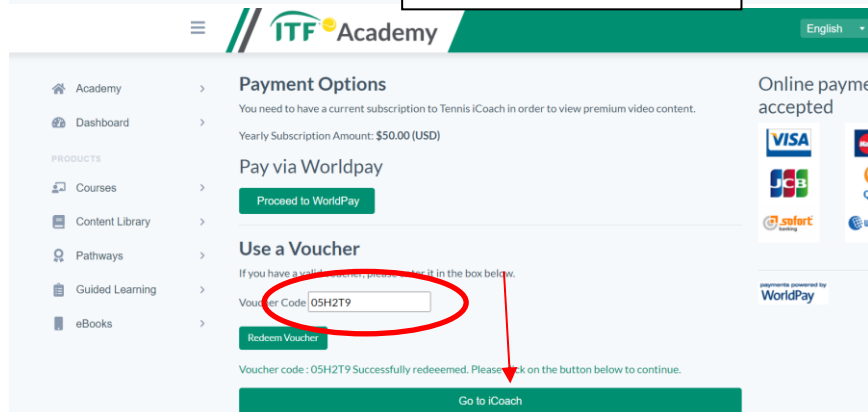 ITF Academy
English
Academy
Dashboard
PRODUCTS
Courses
Content Library
Pathways
Guided Learning
eBooks
Payment Options
You need to have a current subscription to Tennis iCoach in order to view premium video content.
Yearly Subscription Amount: $50.00 (USD)
Pay via Worldpay
Proceed to WorldPay
Use a Voucher
If you have a valid voucher, please enter it in the box below.
Voucher Code 05H2T9
Redeem Voucher
Voucher code : 05H2T9 Successfully redeeemed. Please click on the button below to continue.
Go to iCoach
Online payme
accepted
VISA
JCB
sofort
banking
payments powered by
WorldPay